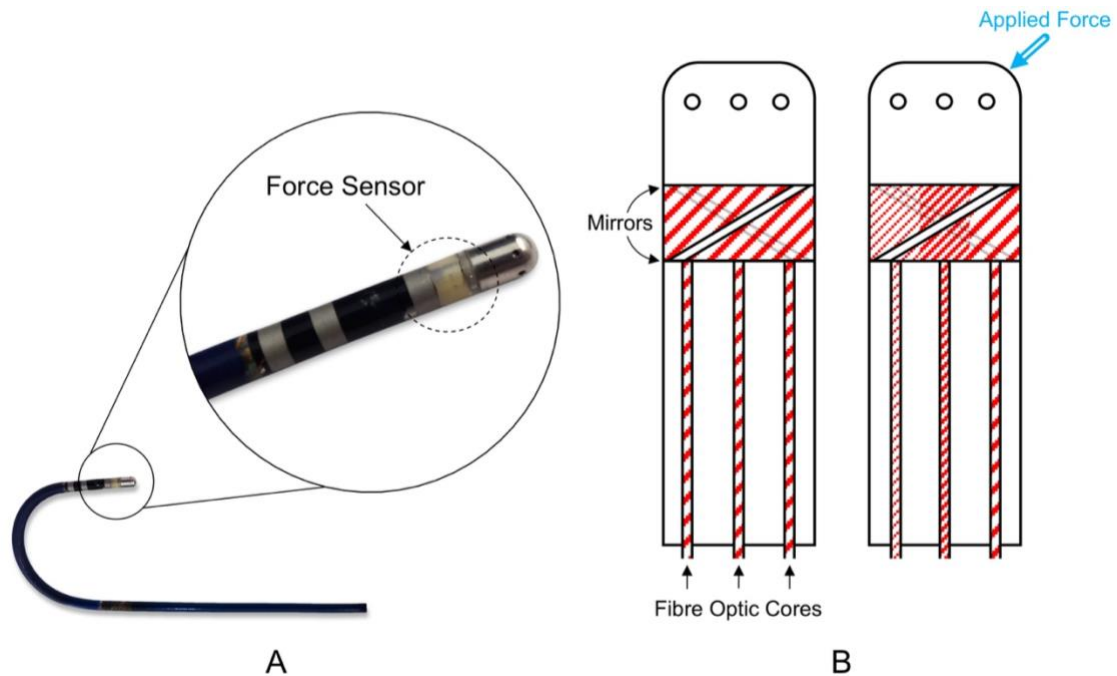 Applied Force
Force Sensor
Mirrors
Fibre Optic Cores
A
B